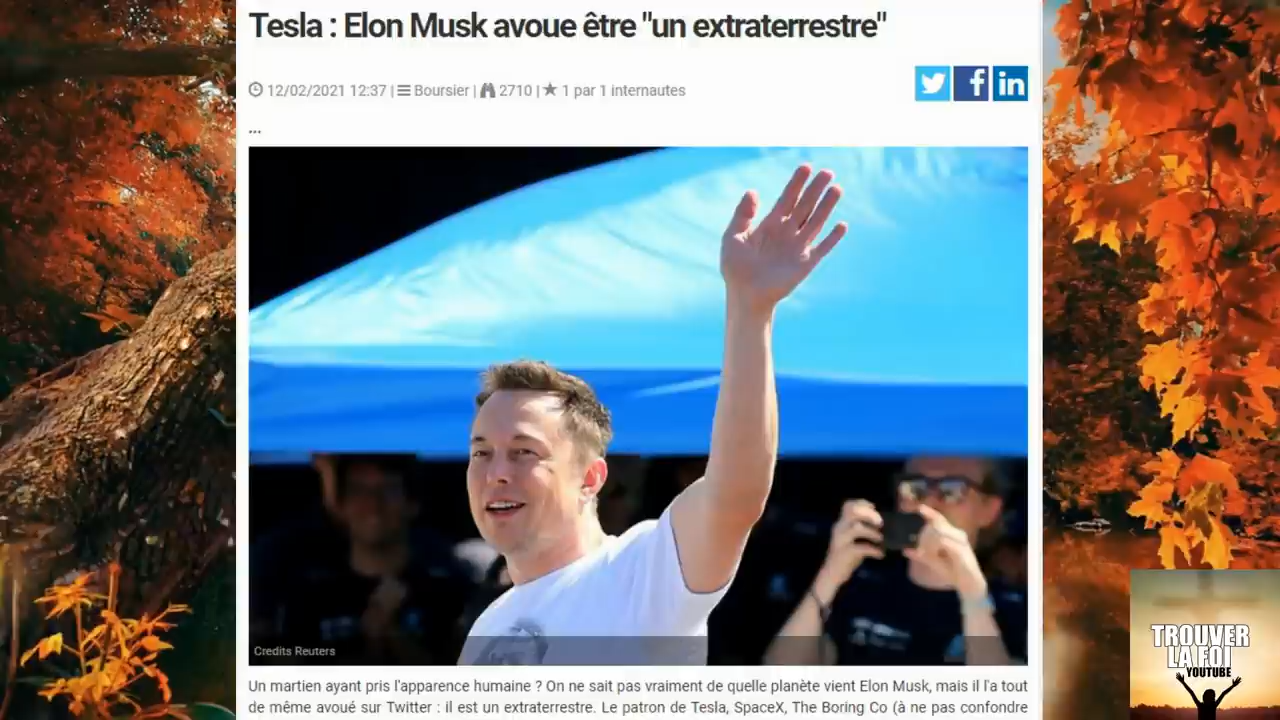 Tesla : Elon Musk avoue être "un extraterrestre"
12/02/2021 12:37 | Boursier | 2710 | 1 par 1 internautes
...
Credits Reuters
Un martien ayant pris l'apparence humaine ? On ne sait pas vraiment de quelle planète vient Elon Musk, mais il l'a tout
de même avoué sur Twitter : il est un extraterrestre. Le patron de Tesla, SpaceX, The Boring Co (à ne pas confondre
TROUVER
LA FOI
YOUTUBE